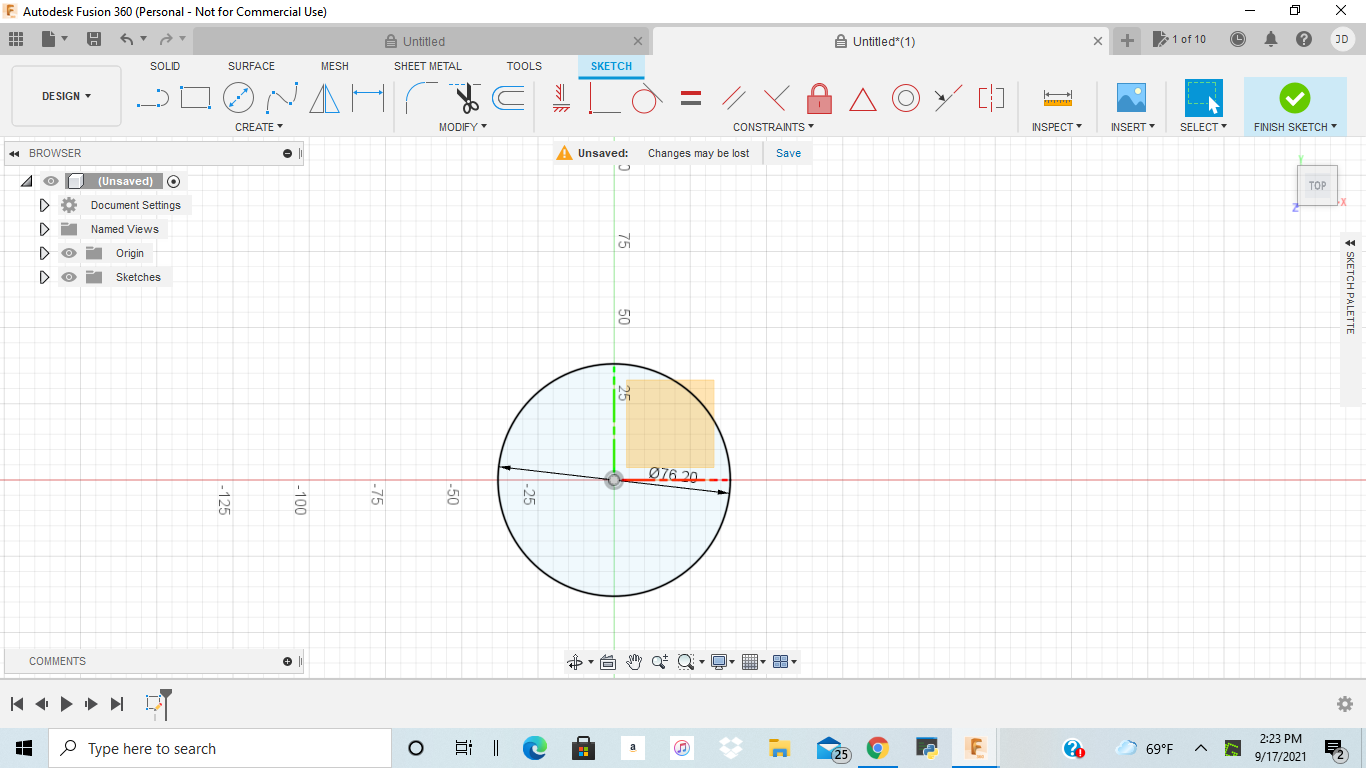 Autodesk Fusion 360 (Personal - Not for Commercial Use)
Untitled
Untitled*(1)
1 of 10
JD
SOLID
SURFACE
MESH
SHEET METAL
TOOLS
SKETCH
DESIGN
CREATE
MODIFY
CONSTRAINTS
INSPECT
INSERT
SELECT
FINISH SKETCH
BROWSER
Unsaved: Changes may be lost Save
(Unsaved)
Document Settings
Named Views
Origin
Sketches
Y
TOP
X
Z
SKETCH PALETTE
75
50
25
Ø76.20
-125
-100
-75
-50
-25
COMMENTS
Type here to search
a
25
69°F
2:23 PM
9/17/2021
2